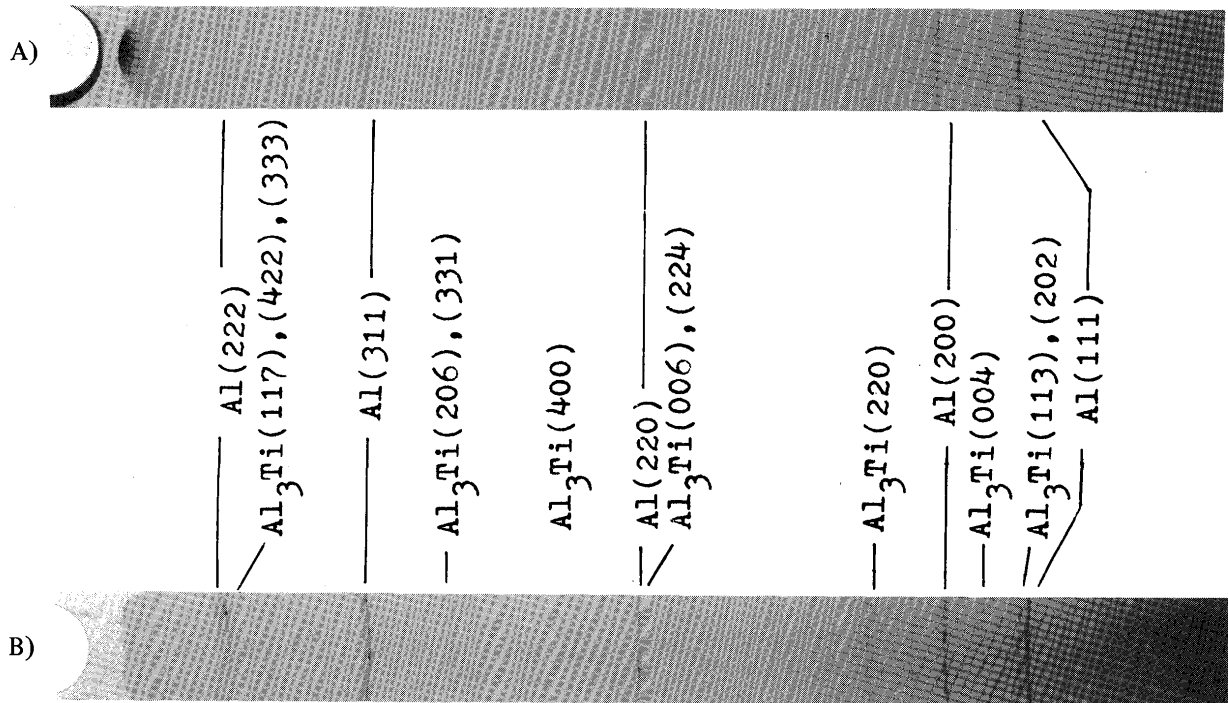 A)
Al(222)
Al₃Ti(117),(422),(333)
Al(311)
Al₃Ti(206),(331)
Al₃Ti(400)
Al(220)
Al₃Ti(006),(224)
Al₃Ti(220)
Al(200)
Al₃Ti(004)
Al₃Ti(113),(202)
Al(111)
B)